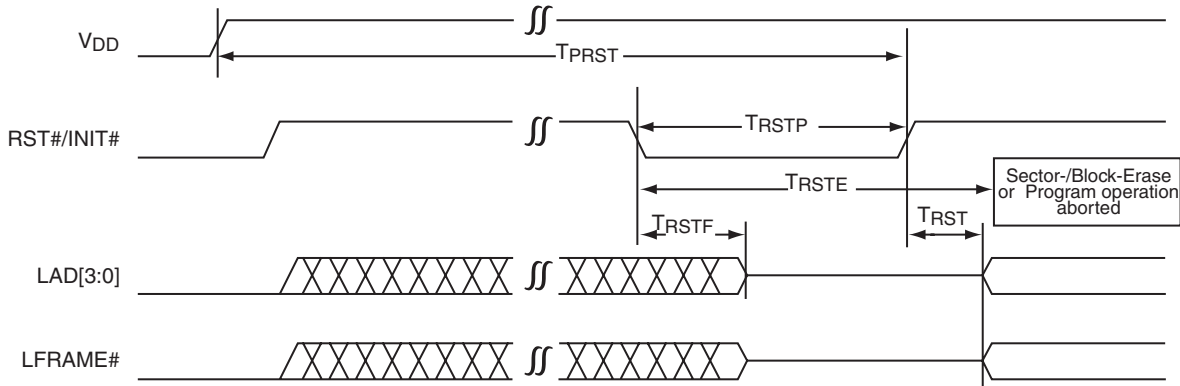 VDD
TPRST
RST#/INIT#
TRSTP
TRSTE
Sector-/Block-Erase
or Program operation
aborted
TRSTF
TRST
LAD[3:0]
LFRAME#